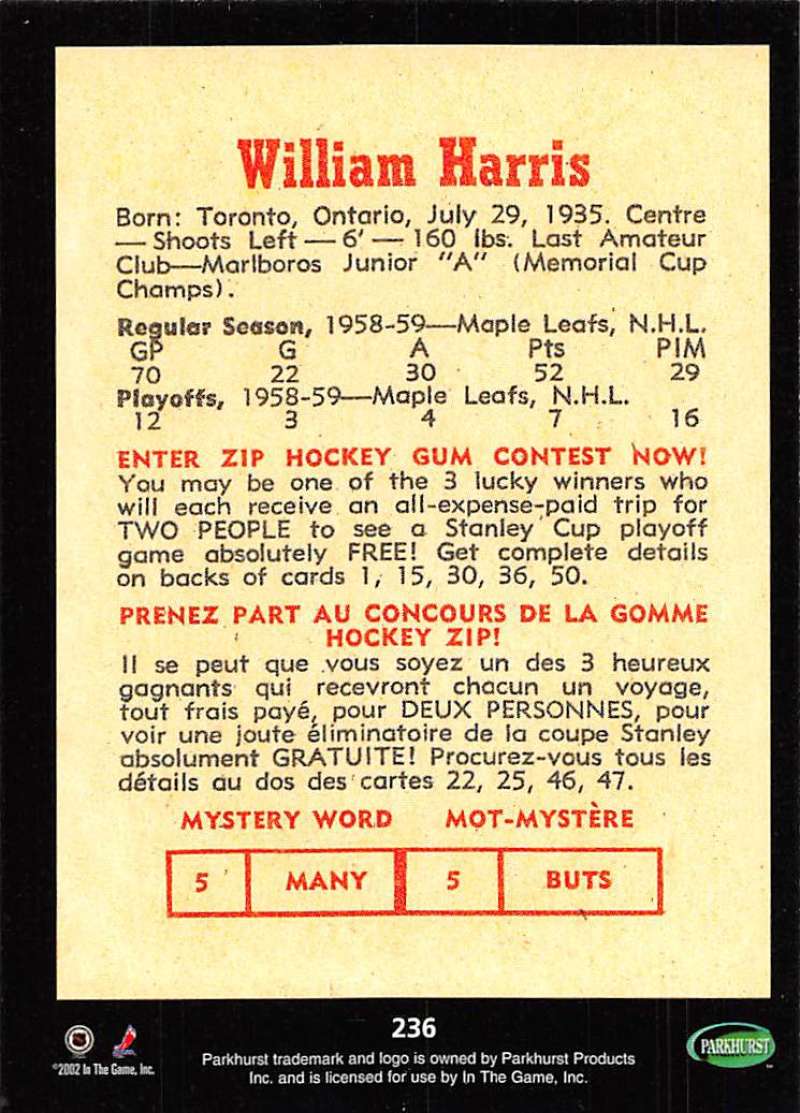 William Harris
Born: Toronto, Ontario, July 29, 1935. Centre
— Shoots Left — 6' — 160 lbs. Last Amateur
Club—Marlboros Junior "A" (Memorial Cup
Champs).
Regular Season, 1958-59—Maple Leafs, N.H.L.
GP G A Pts PIM
70 22 30 52 29
Playoffs, 1958-59—Maple Leafs, N.H.L.
12 3 4 7 16
ENTER ZIP HOCKEY GUM CONTEST NOW!
You may be one of the 3 lucky winners who
will each receive an all-expense-paid trip for
TWO PEOPLE to see a Stanley Cup playoff
game absolutely FREE! Get complete details
on backs of cards 1, 15, 30, 36, 50.
PRENEZ PART AU CONCOURS DE LA GOMME
HOCKEY ZIP!
Il se peut que vous soyez un des 3 heureux
gagnants qui recevront chacun un voyage,
tout frais payé, pour DEUX PERSONNES, pour
voir une joute éliminatoire de la coupe Stanley
absolument GRATUITE! Procurez-vous tous les
détails au dos des cartes 22, 25, 46, 47.
MYSTERY WORD MOT-MYSTÈRE
5 MANY 5 BUTS
236
©2002 In The Game, Inc.
Parkhurst trademark and logo is owned by Parkhurst Products
Inc. and is licensed for use by In The Game, Inc.
PARKHURST